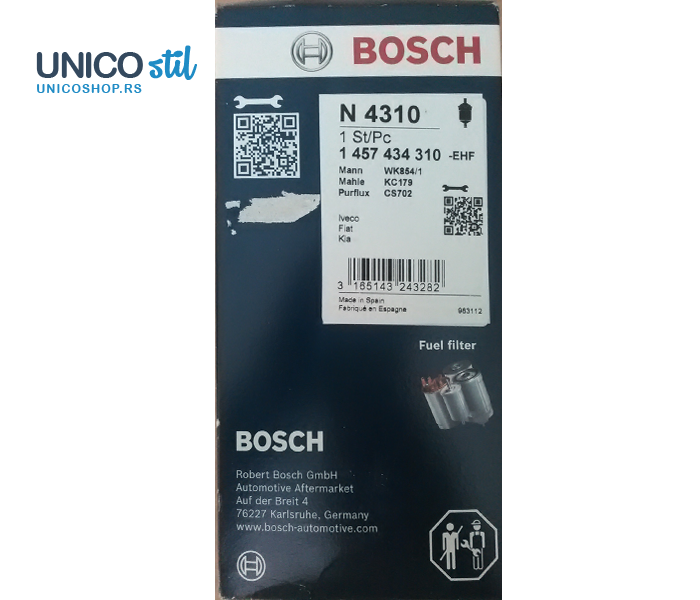 UNICO stil
UNICOSHOP.RS
BOSCH
N 4310
1 St/Pc
1 457 434 310 -EHF
Mann WK854/1
Mahle KC179
Purflux CS702
Iveco
Fiat
Kia
3 165143 243282
Made in Spain
Fabriqué en Espagne
983112
Fuel filter
BOSCH
Robert Bosch GmbH
Automotive Aftermarket
Auf der Breit 4
76227 Karlsruhe, Germany
www.bosch-automotive.com